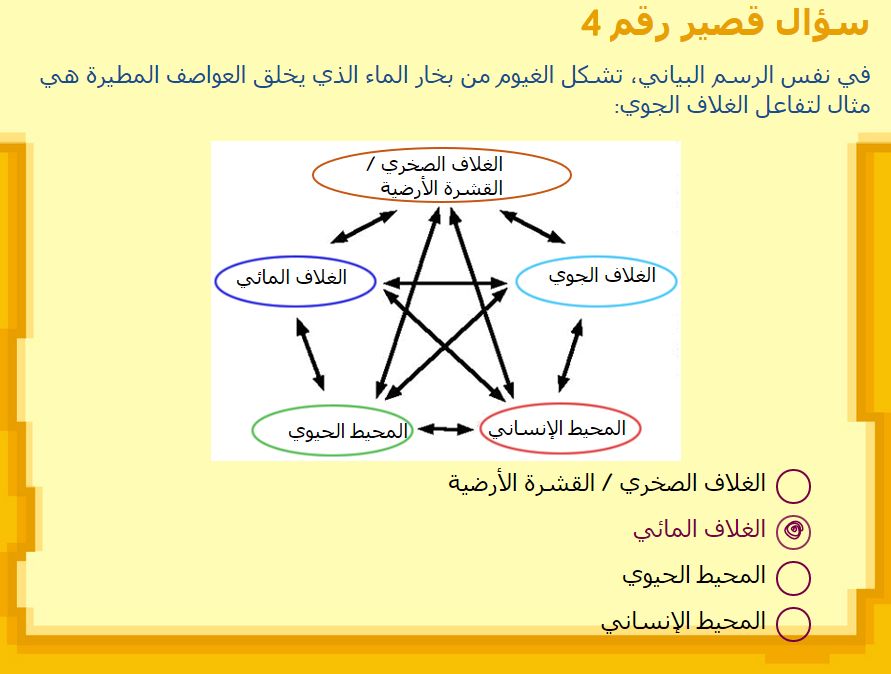 سؤال قصير رقم 4
في نفس الرسم البياني، تشكل الغيوم من بخار الماء الذي يخلق العواصف المطيرة هي
مثال لتفاعل الغلاف الجوي:
الغلاف الصخري /
القشرة الأرضية
الغلاف الجوي
الغلاف المائي
المحيط الإنساني
المحيط الحيوي
الغلاف الصخري / القشرة الأرضية
الغلاف المائي
المحيط الحيوي
المحيط الإنساني